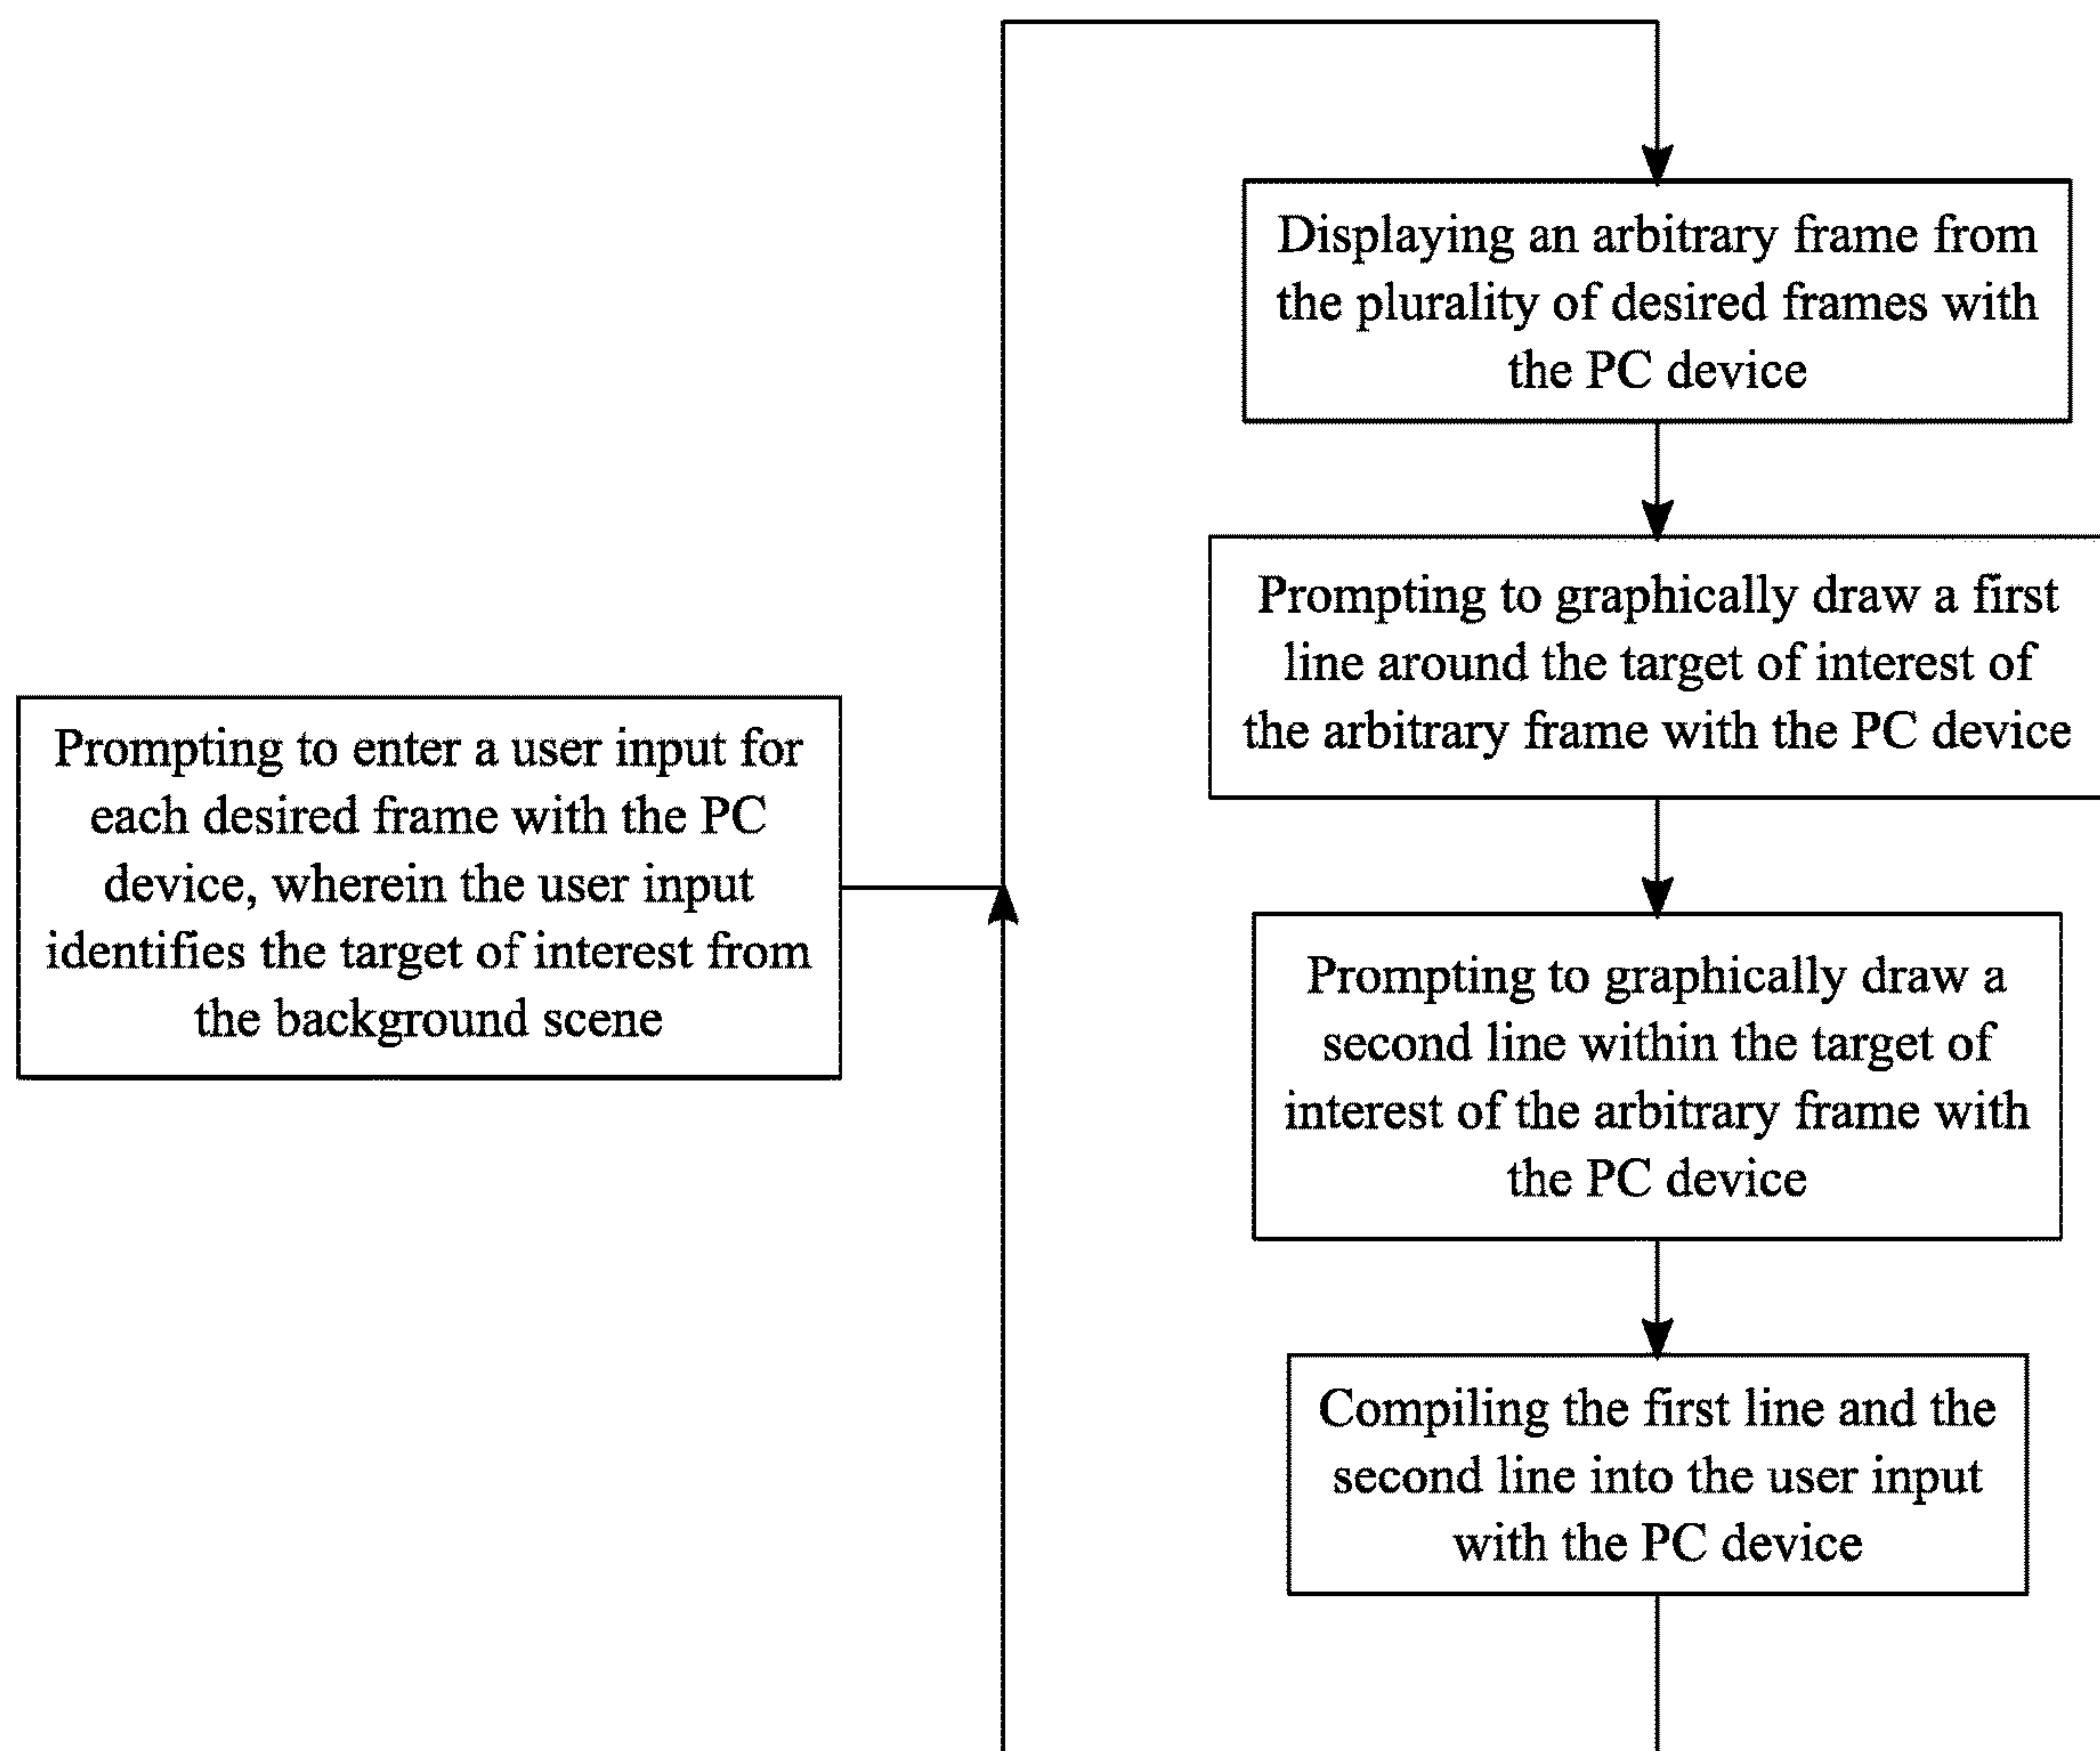 Prompting to enter a user input for
each desired frame with the PC
device, wherein the user input
identifies the target of interest from
the background scene
Displaying an arbitrary frame from
the plurality of desired frames with
the PC device
Prompting to graphically draw a first
line around the target of interest of
the arbitrary frame with the PC device
Prompting to graphically draw a
second line within the target of
interest of the arbitrary frame with
the PC device
Compiling the first line and the
second line into the user input
with the PC device